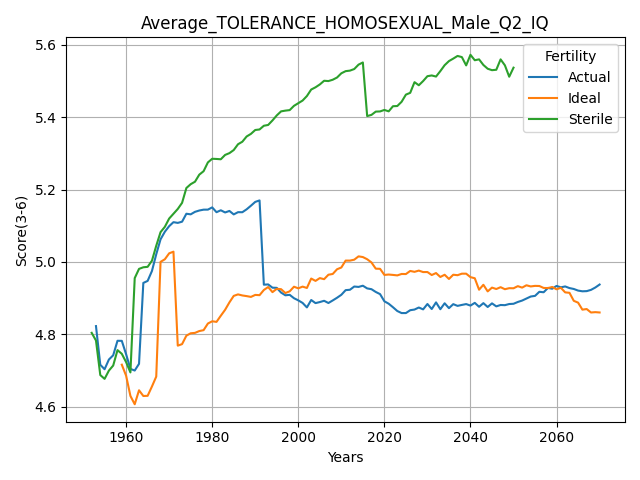 Average_TOLERANCE_HOMOSEXUAL_Male_Q2_IQ
Score(3-6)
5.6
5.4
5.2
5.0
4.8
4.6
Fertility
Actual
Ideal
Sterile
1960 1980 2000 2020 2040 2060
Years